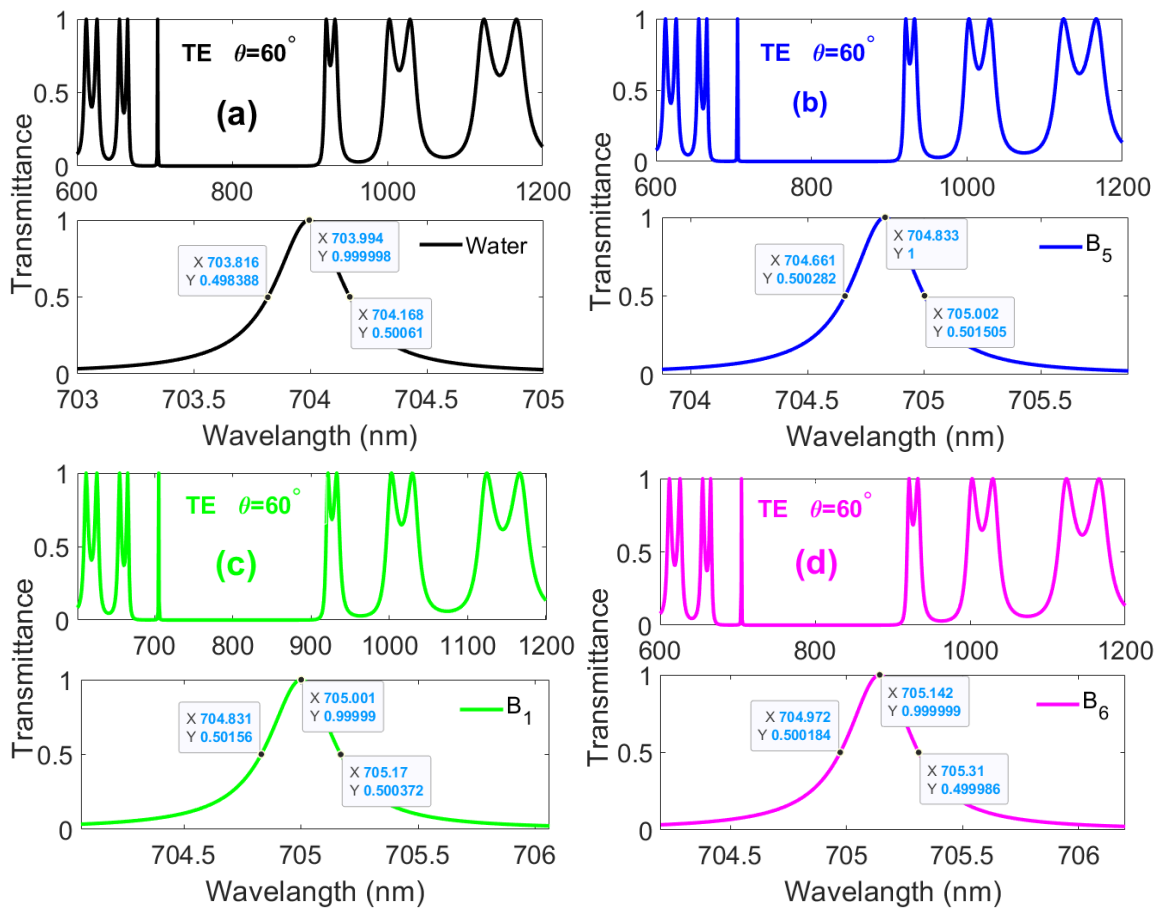 Transmittance
1
0.5
0
TE θ=60°
(a)
600 800 1000 1200
1
0.5
0
Water
X 703.994
Y 0.999998
X 703.816
Y 0.498388
X 704.168
Y 0.50061
703 703.5 704 704.5 705
Wavelangth (nm)
Transmittance
1
0.5
0
TE θ=60°
(b)
600 800 1000 1200
1
0.5
0
B5
X 704.833
Y 1
X 704.661
Y 0.500282
X 705.002
Y 0.501505
704 704.5 705 705.5
Wavelangth (nm)
Transmittance
1
0.5
0
TE θ=60°
(c)
700 800 900 1000 1100 1200
1
0.5
0
B1
X 705.001
Y 0.99999
X 704.831
Y 0.50156
X 705.17
Y 0.500372
704.5 705 705.5 706
Wavelangth (nm)
Transmittance
1
0.5
0
TE θ=60°
(d)
600 800 1000 1200
1
0.5
0
B6
X 705.142
Y 0.999999
X 704.972
Y 0.500184
X 705.31
Y 0.499986
704.5 705 705.5 706
Wavelangth (nm)